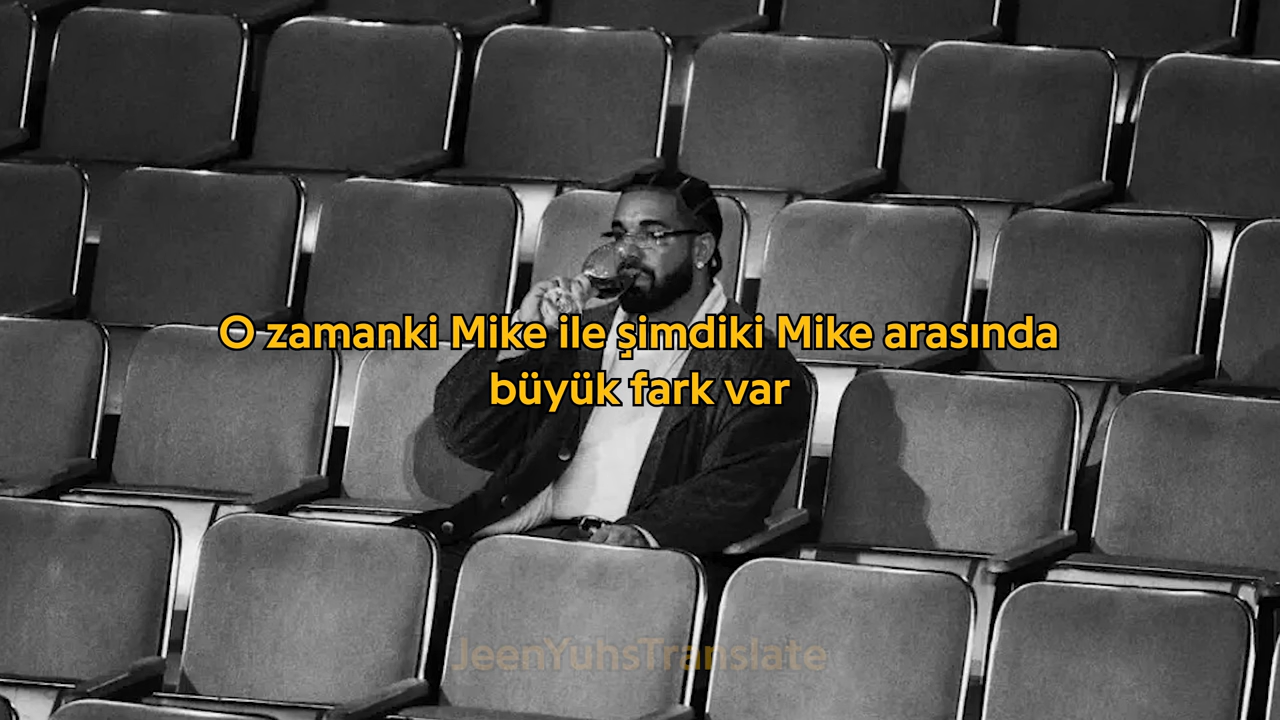 O zamanki Mike ile şimdiki Mike arasında
büyük fark var
JeenYuhsTranslate